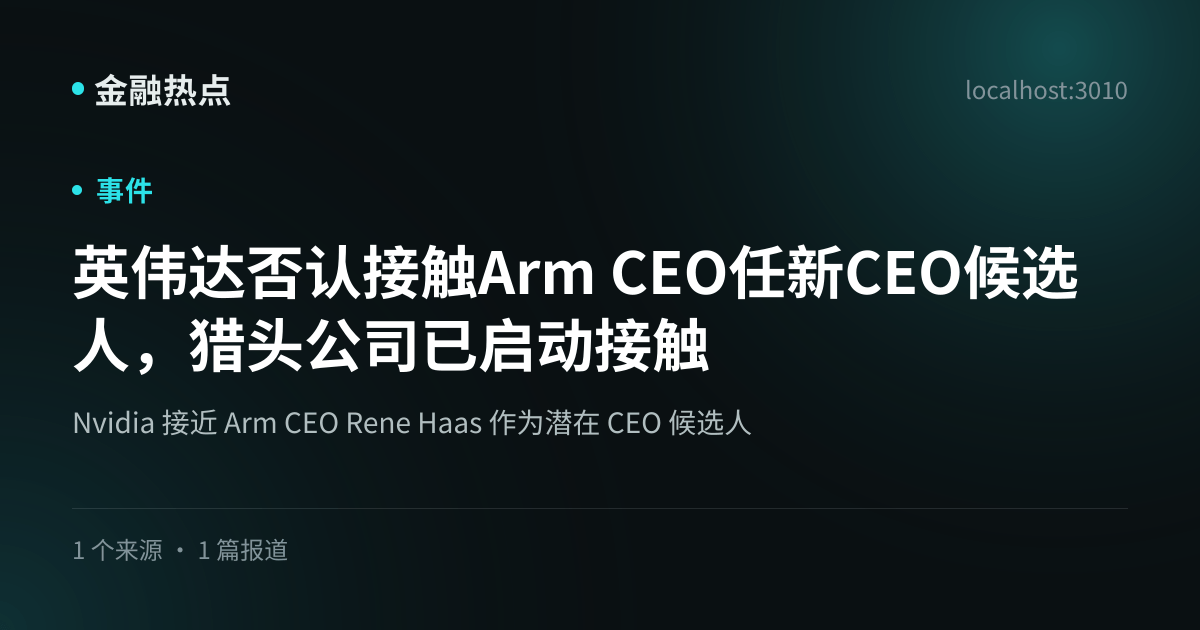 金融热点
localhost:3010
事件
英伟达否认接触Arm CEO任新CEO候选
人，猎头公司已启动接触
Nvidia 接近 Arm CEO Rene Haas 作为潜在 CEO 候选人
1 个来源 · 1 篇报道